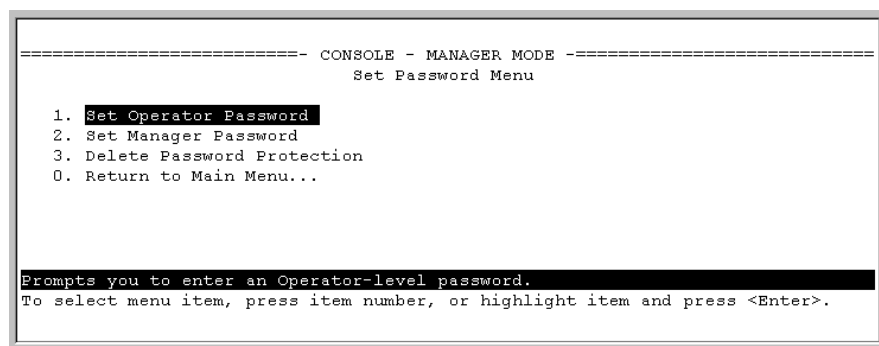 ==========================- CONSOLE - MANAGER MODE -============================
Set Password Menu
1. Set Operator Password
2. Set Manager Password
3. Delete Password Protection
0. Return to Main Menu...
Prompts you to enter an Operator-level password.
To select menu item, press item number, or highlight item and press <Enter>.